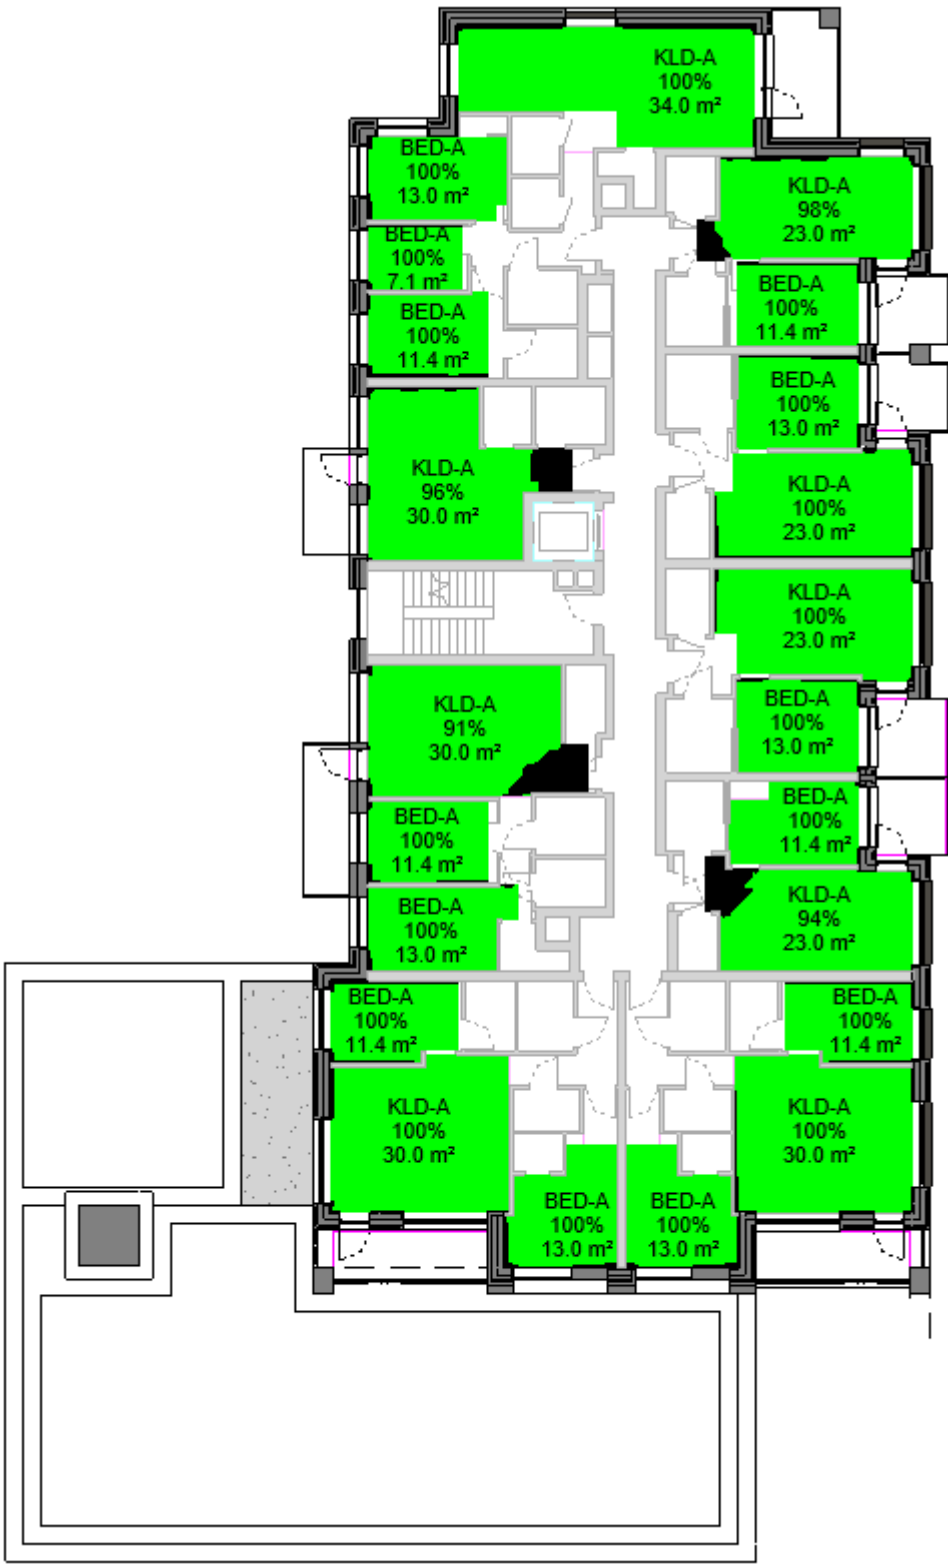 KLD-A
100%
34.0 m²
BED-A
100%
13.0 m²
KLD-A
98%
23.0 m²
BED-A
100%
7.1 m²
BED-A
100%
11.4 m²
BED-A
100%
11.4 m²
BED-A
100%
13.0 m²
KLD-A
96%
30.0 m²
KLD-A
100%
23.0 m²
KLD-A
100%
23.0 m²
KLD-A
91%
30.0 m²
BED-A
100%
13.0 m²
BED-A
100%
11.4 m²
BED-A
100%
11.4 m²
BED-A
100%
13.0 m²
KLD-A
94%
23.0 m²
BED-A
100%
11.4 m²
BED-A
100%
11.4 m²
KLD-A
100%
30.0 m²
KLD-A
100%
30.0 m²
BED-A
100%
13.0 m²
BED-A
100%
13.0 m²